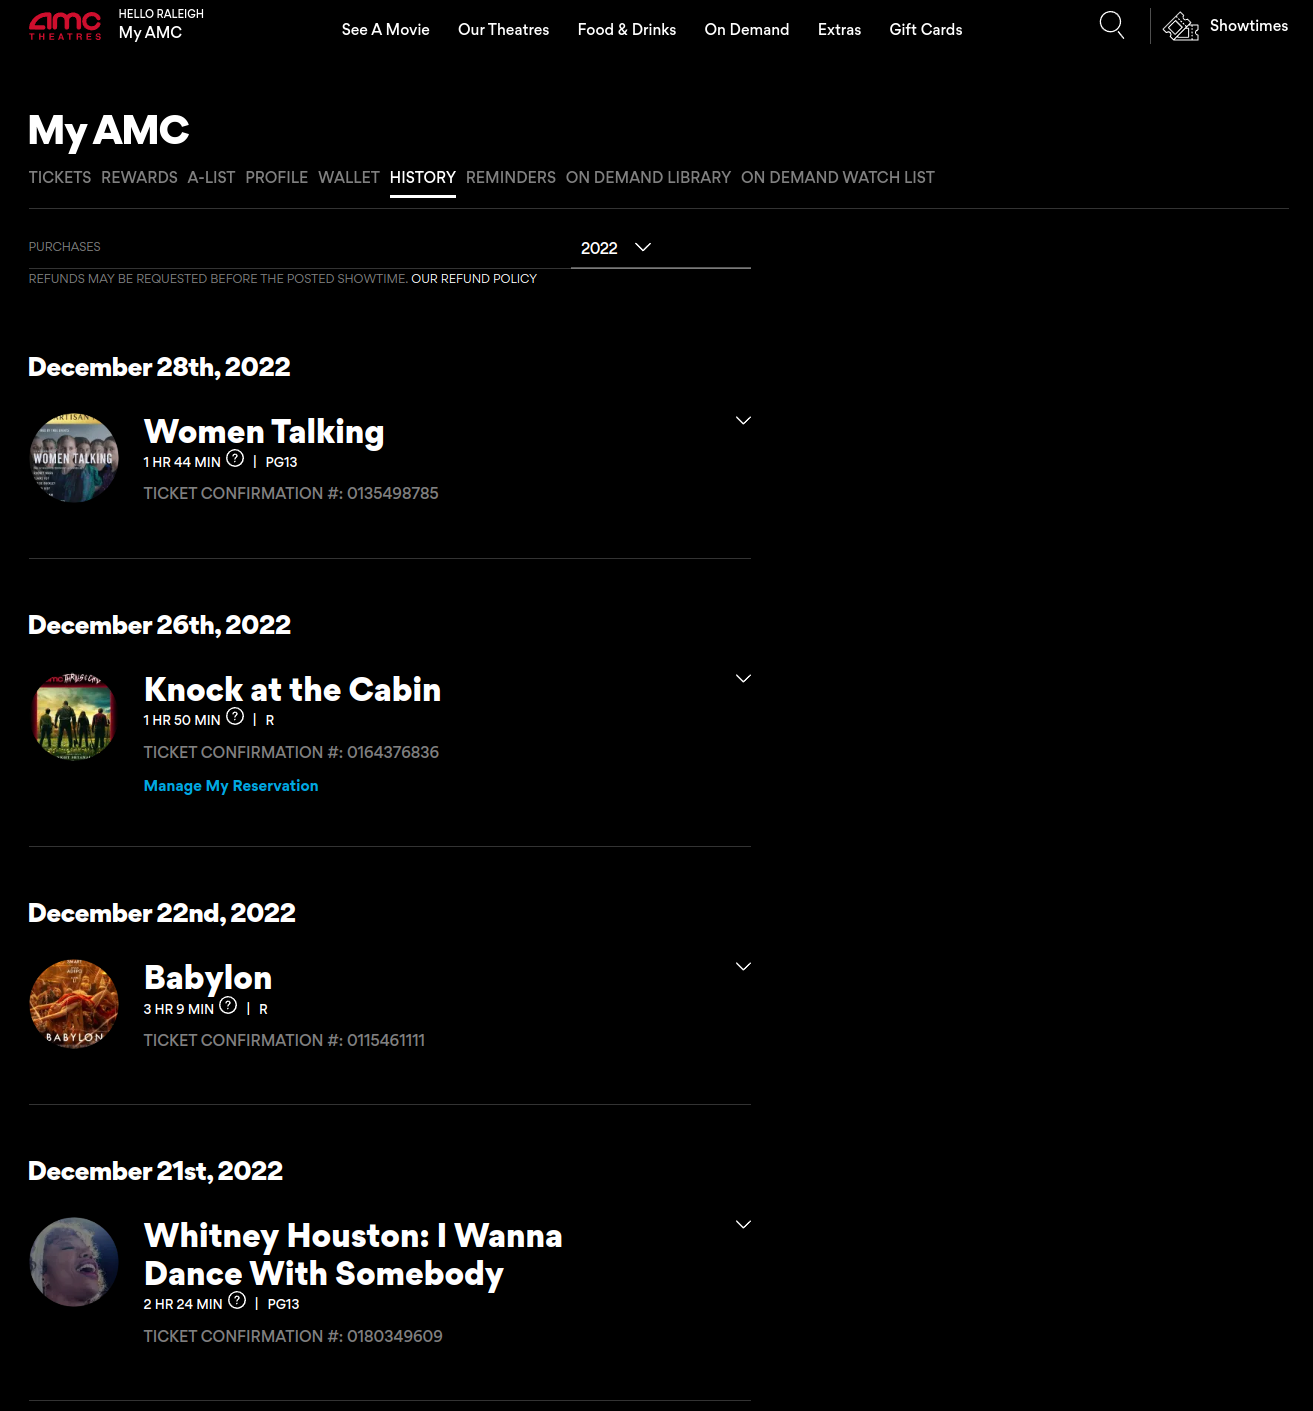 amc
THEATRES
HELLO RALEIGH
My AMC
See A Movie Our Theatres Food & Drinks On Demand Extras Gift Cards
Showtimes
My AMC
TICKETS REWARDS A-LIST PROFILE WALLET HISTORY REMINDERS ON DEMAND LIBRARY ON DEMAND WATCH LIST
PURCHASES
2022
REFUNDS MAY BE REQUESTED BEFORE THE POSTED SHOWTIME. OUR REFUND POLICY
December 28th, 2022
WOMEN TALKING
Women Talking
1 HR 44 MIN ? | PG13
TICKET CONFIRMATION #: 0135498785
December 26th, 2022
amc
Knock at the Cabin
1 HR 50 MIN ? | R
TICKET CONFIRMATION #: 0164376836
Manage My Reservation
December 22nd, 2022
BABYLON
Babylon
3 HR 9 MIN ? | R
TICKET CONFIRMATION #: 0115461111
December 21st, 2022
Whitney Houston: I Wanna
Dance With Somebody
2 HR 24 MIN ? | PG13
TICKET CONFIRMATION #: 0180349609